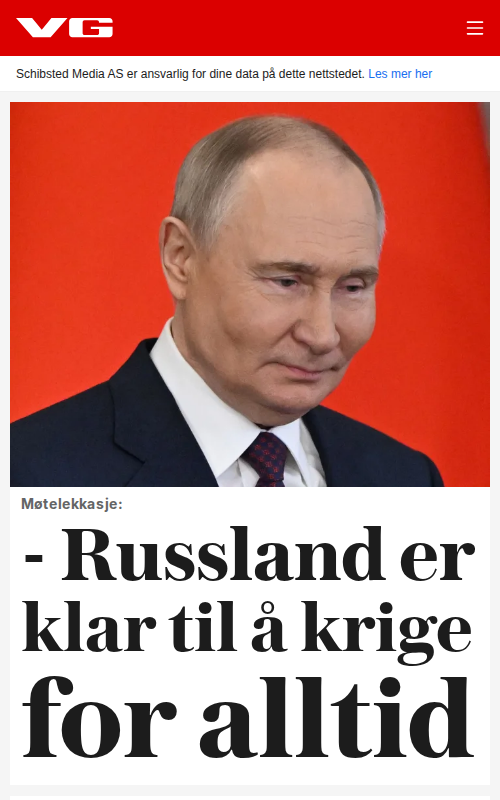 VG
Schibsted Media AS er ansvarlig for dine data på dette nettstedet. Les mer her
Møtelekkasje:
- Russland er
klar til å krige
for alltid